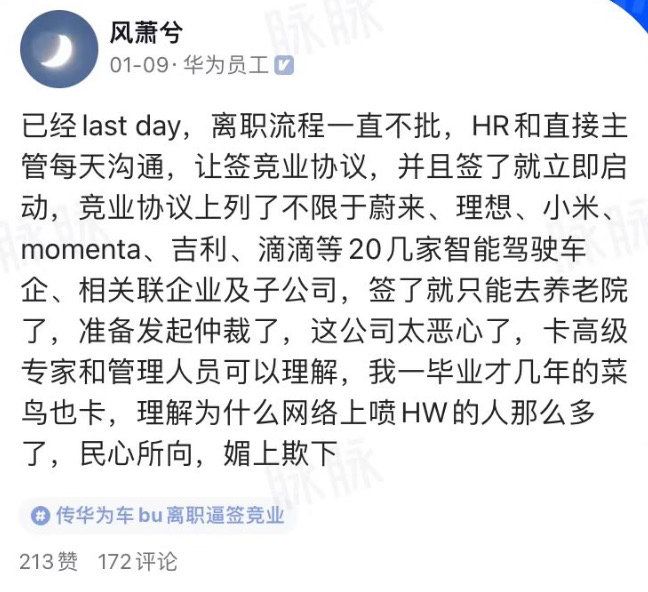 风萧兮
01-09·华为员工
已经last day，离职流程一直不批，HR和直接主
管每天沟通，让签竞业协议，并且签了就立即启
动，竞业协议上列了不限于蔚来、理想、小米、
momenta、吉利、滴滴等20几家智能驾驶车
企、相关联企业及子公司，签了就只能去养老院
了，准备发起仲裁了，这公司太恶心了，卡高级
专家和管理人员可以理解，我一毕业才几年的菜
鸟也卡，理解为什么网络上喷HW的人那么多
了，民心所向，媚上欺下
# 传华为车bu离职逼签竞业
213赞 172评论
脉脉
脉脉
脉脉
脉脉